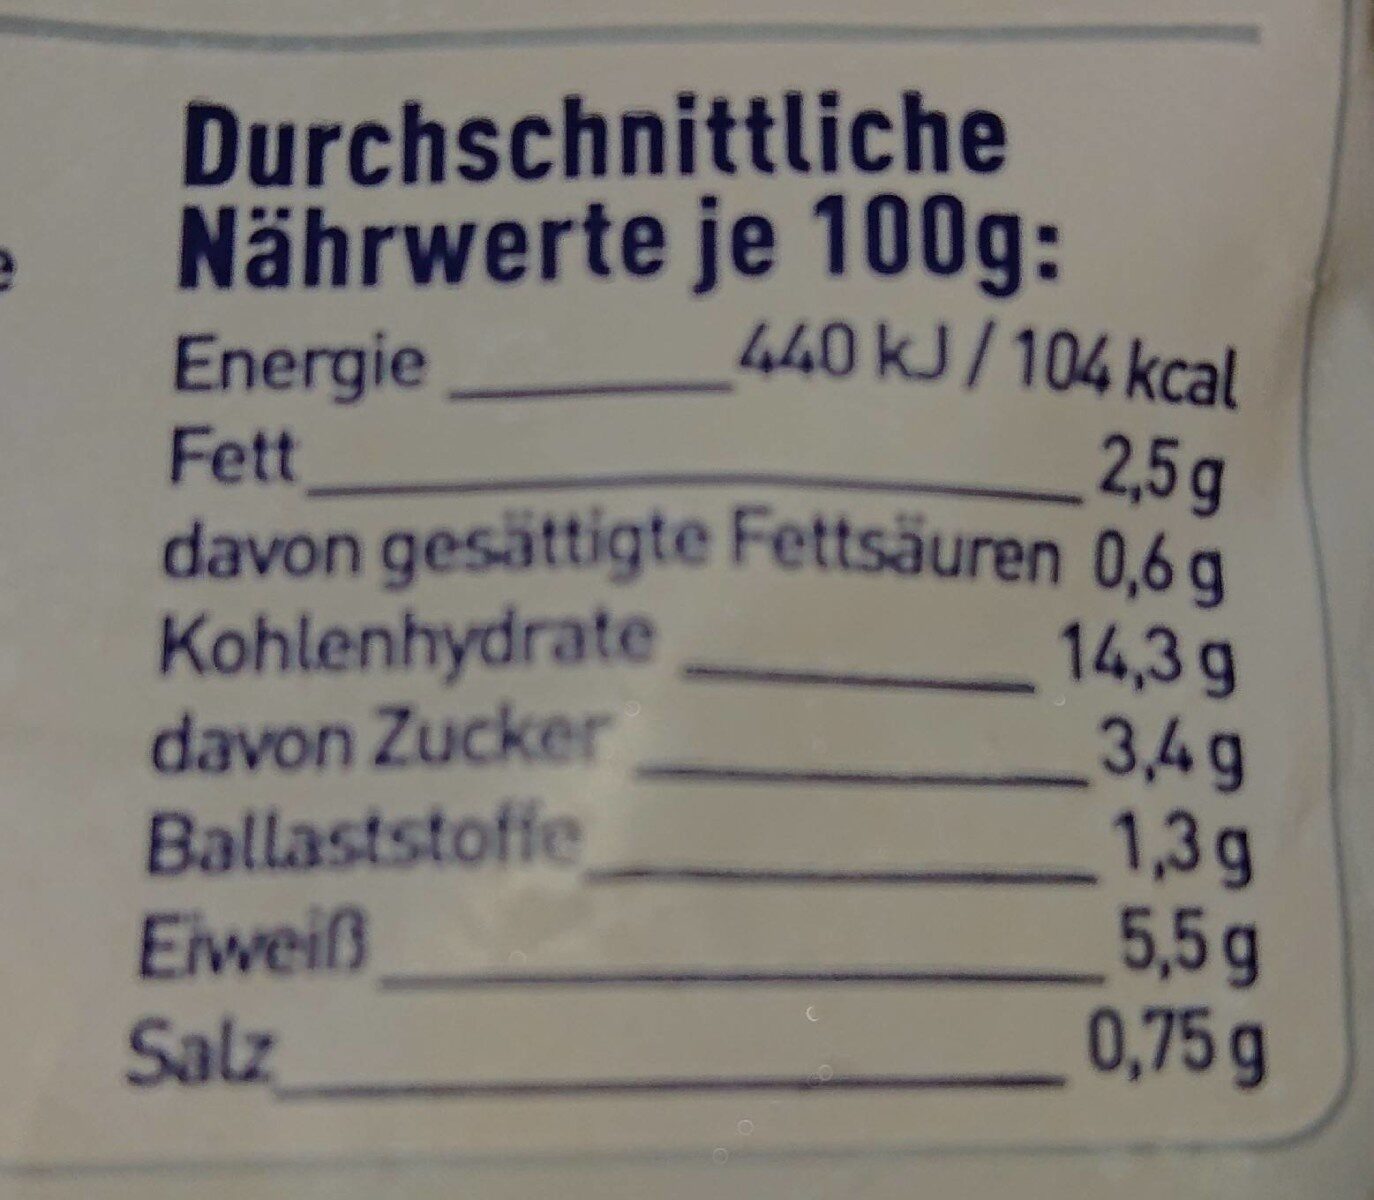 Durchschnittliche
Nährwerte je 100g:
Energie 440 kJ / 104 kcal
Fett 2,5 g
davon gesättigte Fettsäuren 0,6 g
Kohlenhydrate 14,3 g
davon Zucker 3,4 g
Ballaststoffe 1,3 g
Eiweiß 5,5 g
Salz 0,75 g